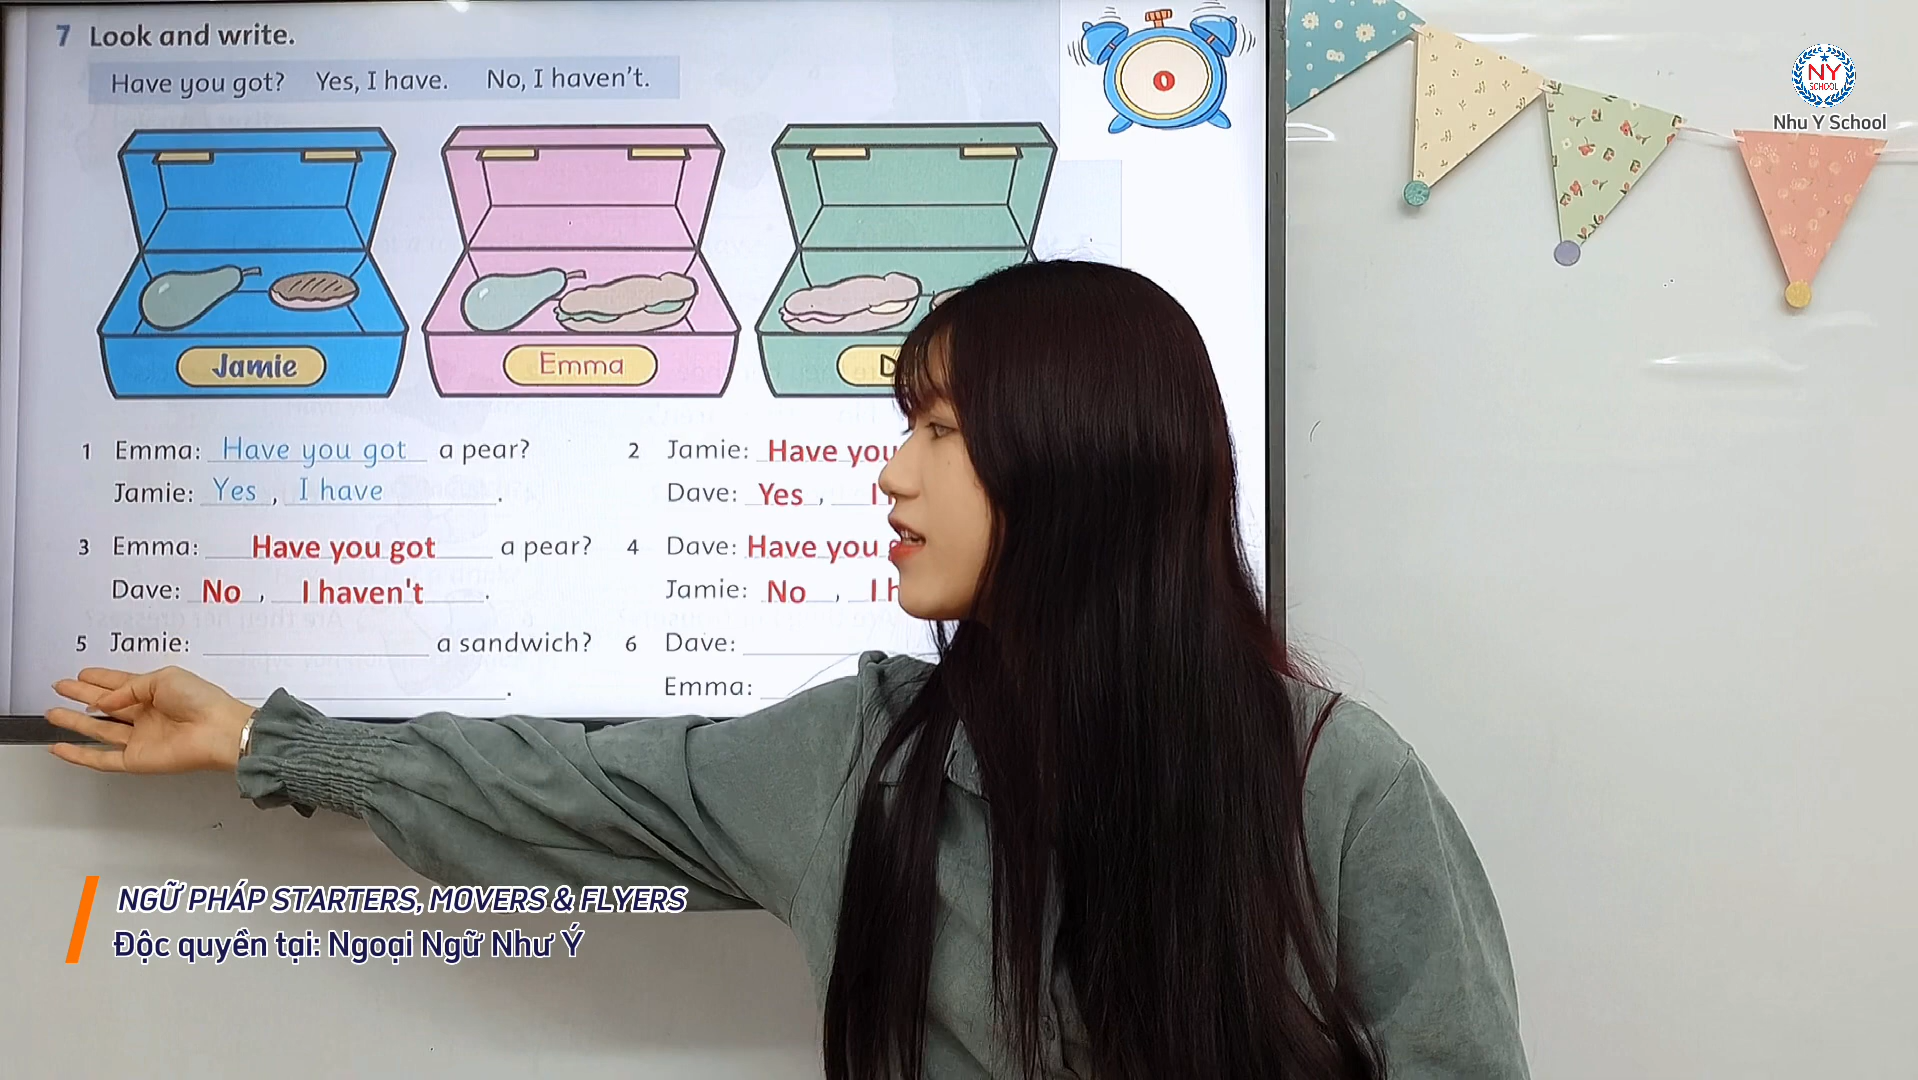 7 Look and write.
Have you got? Yes, I have. No, I haven't.
0
NY
SCHOOL
Nhu Y School
Jamie
Emma
D
1 Emma: Have you got a pear?
Jamie: Yes, I have.
2 Jamie: Have you
Dave: Yes, I
3 Emma: Have you got a pear?
Dave: No, I haven't.
4 Dave: Have you
Jamie: No, I h
5 Jamie: a sandwich?
.
6 Dave:
Emma:
NGỮ PHÁP STARTERS, MOVERS & FLYERS
Độc quyền tại: Ngoại Ngữ Như Ý